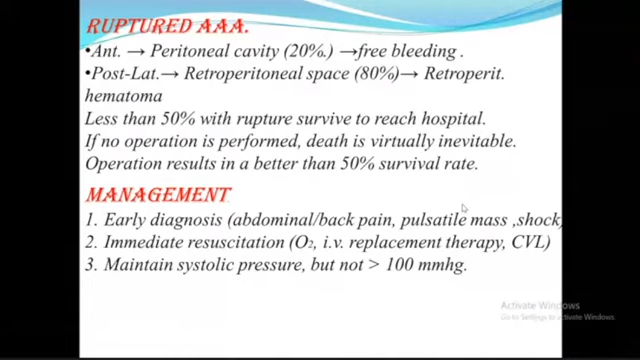 RUPTURED AAA.
•Ant. → Peritoneal cavity (20%.) →free bleeding .
•Post-Lat.→ Retroperitoneal space (80%)→ Retroperit.
hematoma
Less than 50% with rupture survive to reach hospital.
If no operation is performed, death is virtually inevitable.
Operation results in a better than 50% survival rate.
MANAGEMENT
1. Early diagnosis (abdominal/back pain, pulsatile mass ,shock)
2. Immediate resuscitation (O₂, i.v. replacement therapy, CVL)
3. Maintain systolic pressure, but not > 100 mmhg.
Activate Windows
Go to Settings to activate Windows.